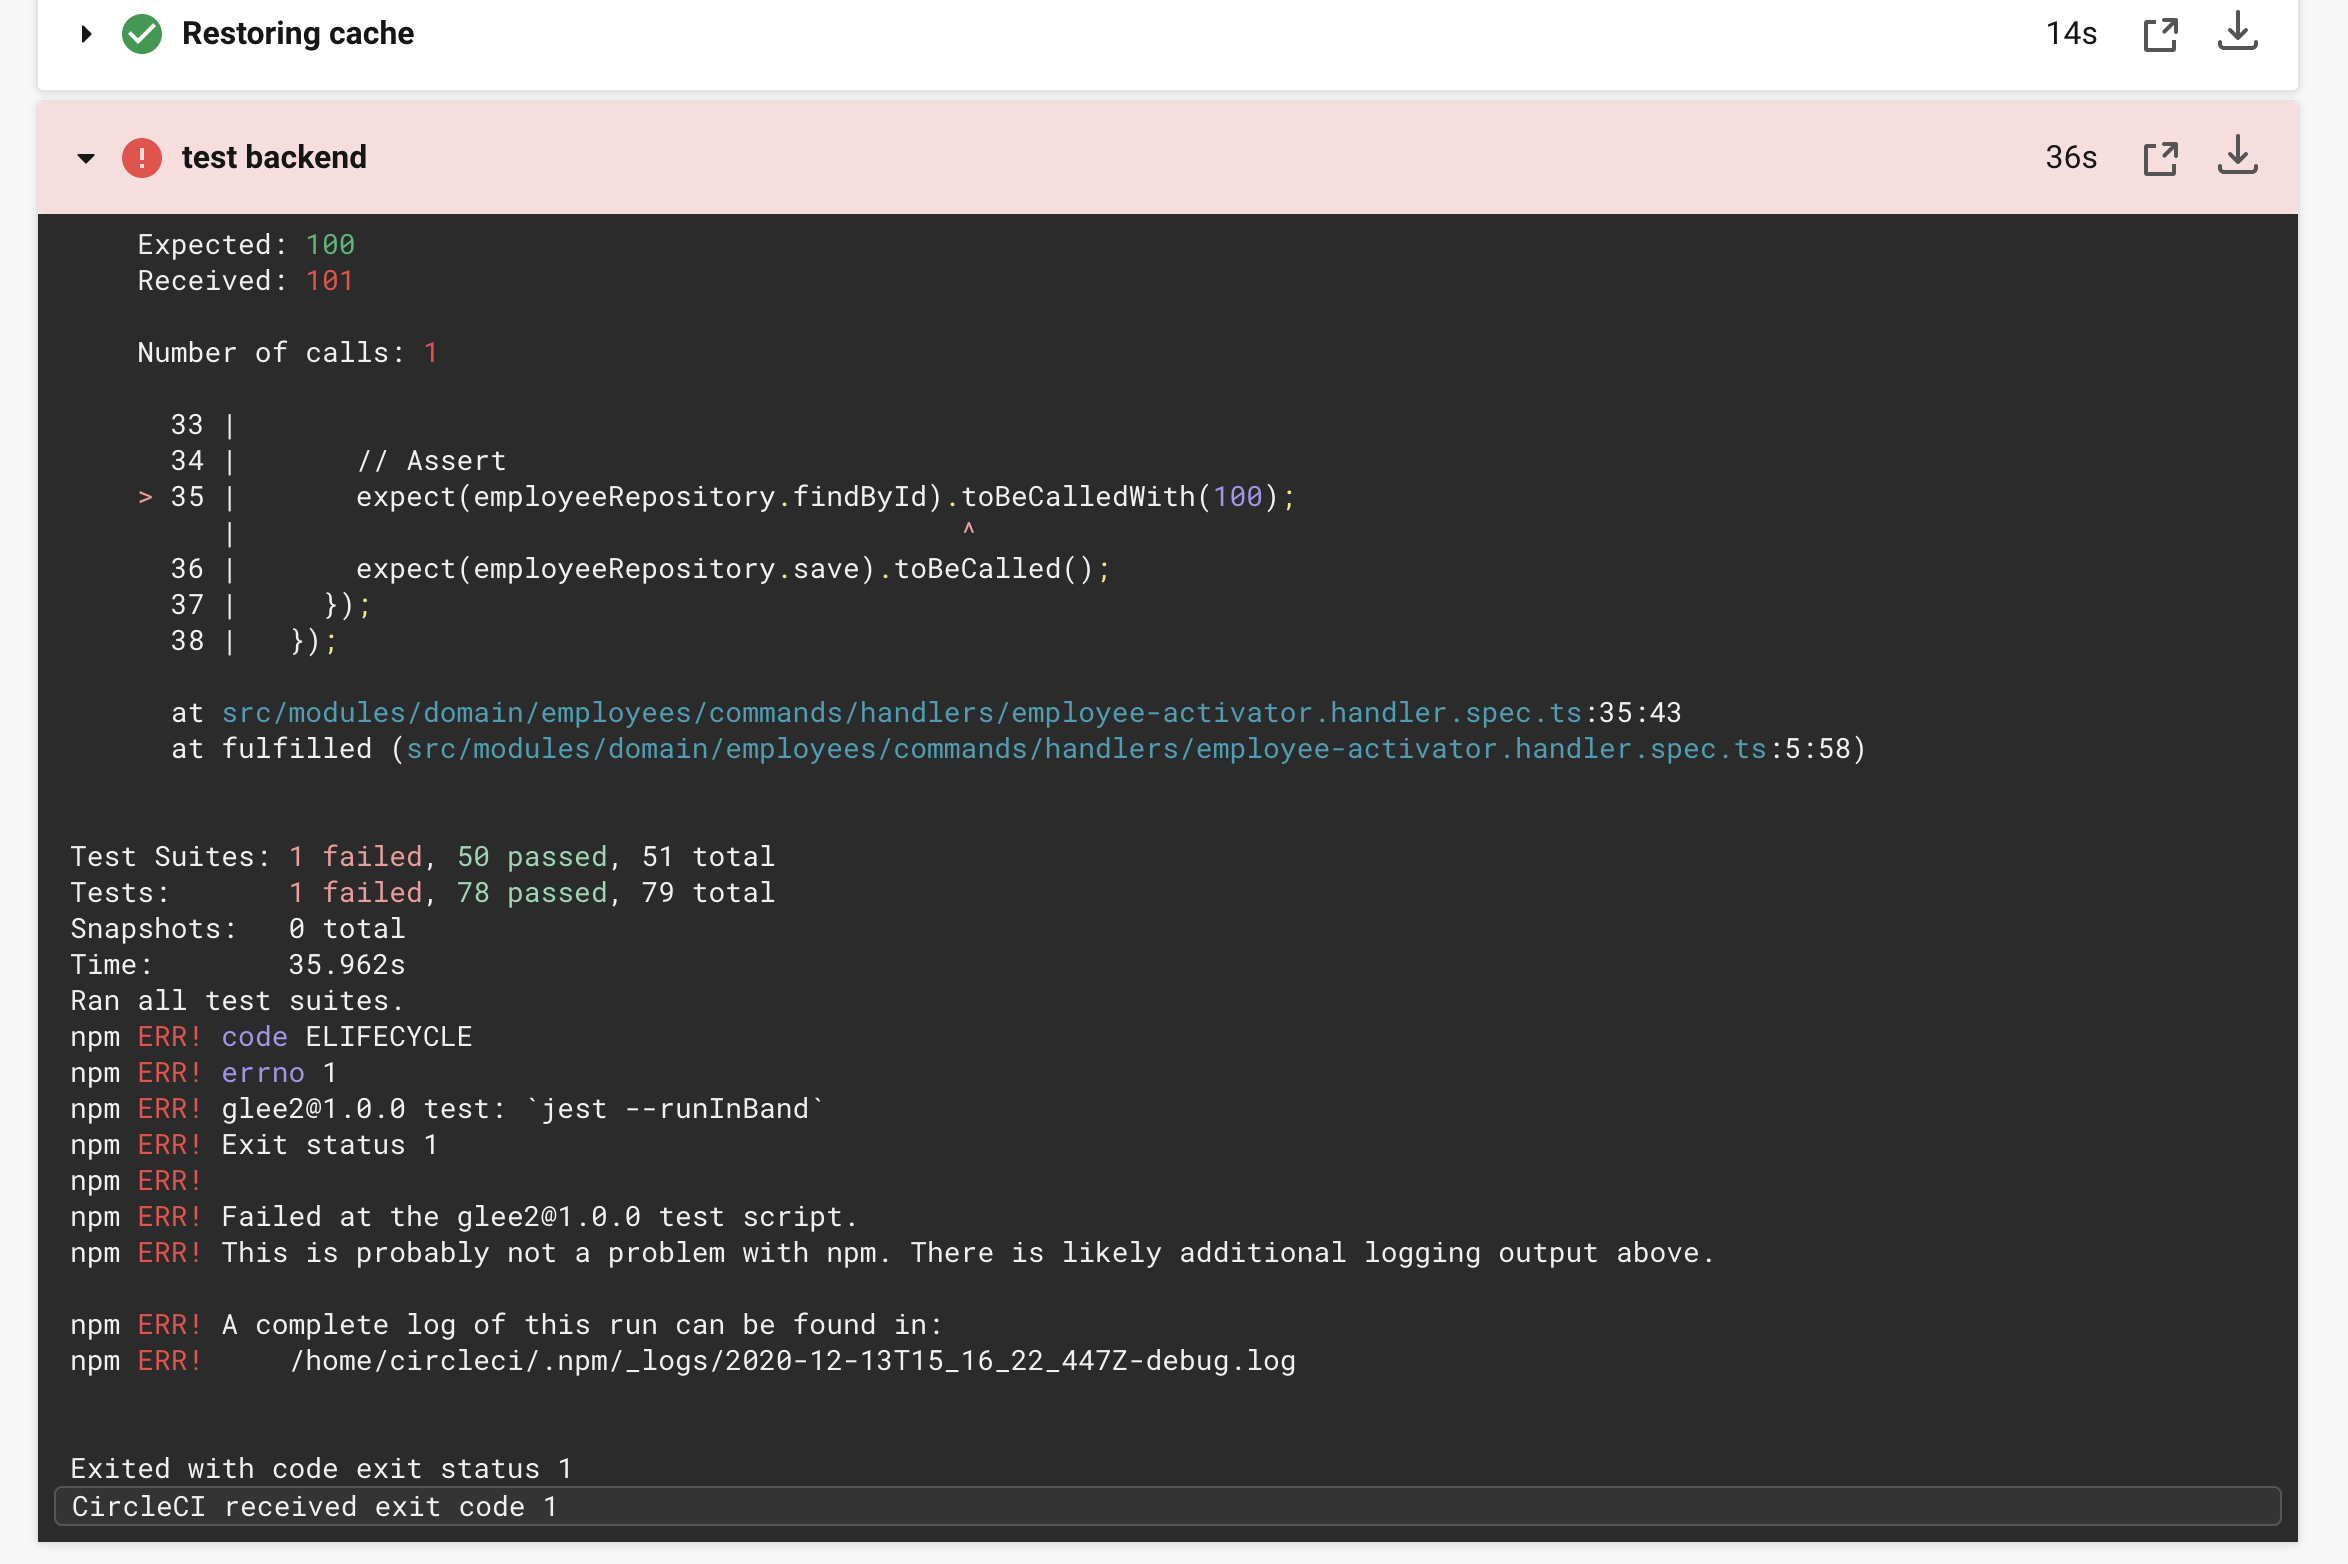 Restoring cache 14s
test backend 36s
Expected: 100
Received: 101
Number of calls: 1
33 |
34 |       // Assert
> 35 |       expect(employeeRepository.findById).toBeCalledWith(100);
|                                           ^
36 |       expect(employeeRepository.save).toBeCalled();
37 |     });
38 |   });
at src/modules/domain/employees/commands/handlers/employee-activator.handler.spec.ts:35:43
at fulfilled (src/modules/domain/employees/commands/handlers/employee-activator.handler.spec.ts:5:58)
Test Suites: 1 failed, 50 passed, 51 total
Tests:       1 failed, 78 passed, 79 total
Snapshots:   0 total
Time:        35.962s
Ran all test suites.
npm ERR! code ELIFECYCLE
npm ERR! errno 1
npm ERR! glee2@1.0.0 test: `jest --runInBand`
npm ERR! Exit status 1
npm ERR!
npm ERR! Failed at the glee2@1.0.0 test script.
npm ERR! This is probably not a problem with npm. There is likely additional logging output above.
npm ERR! A complete log of this run can be found in:
npm ERR!     /home/circleci/.npm/_logs/2020-12-13T15_16_22_447Z-debug.log
Exited with code exit status 1
CircleCI received exit code 1